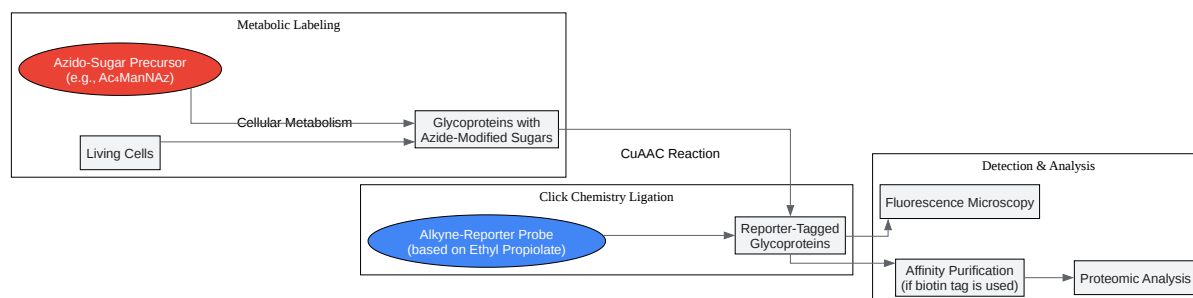 Metabolic Labeling
Azido-Sugar Precursor
(e.g., Ac₄ManNAz)
Cellular Metabolism
Glycoproteins with
Azide-Modified Sugars
Living Cells
CuAAC Reaction
Click Chemistry Ligation
Alkyne-Reporter Probe
(based on Ethyl Propiolate)
Reporter-Tagged
Glycoproteins
Detection & Analysis
Fluorescence Microscopy
Affinity Purification
(if biotin tag is used)
Proteomic Analysis